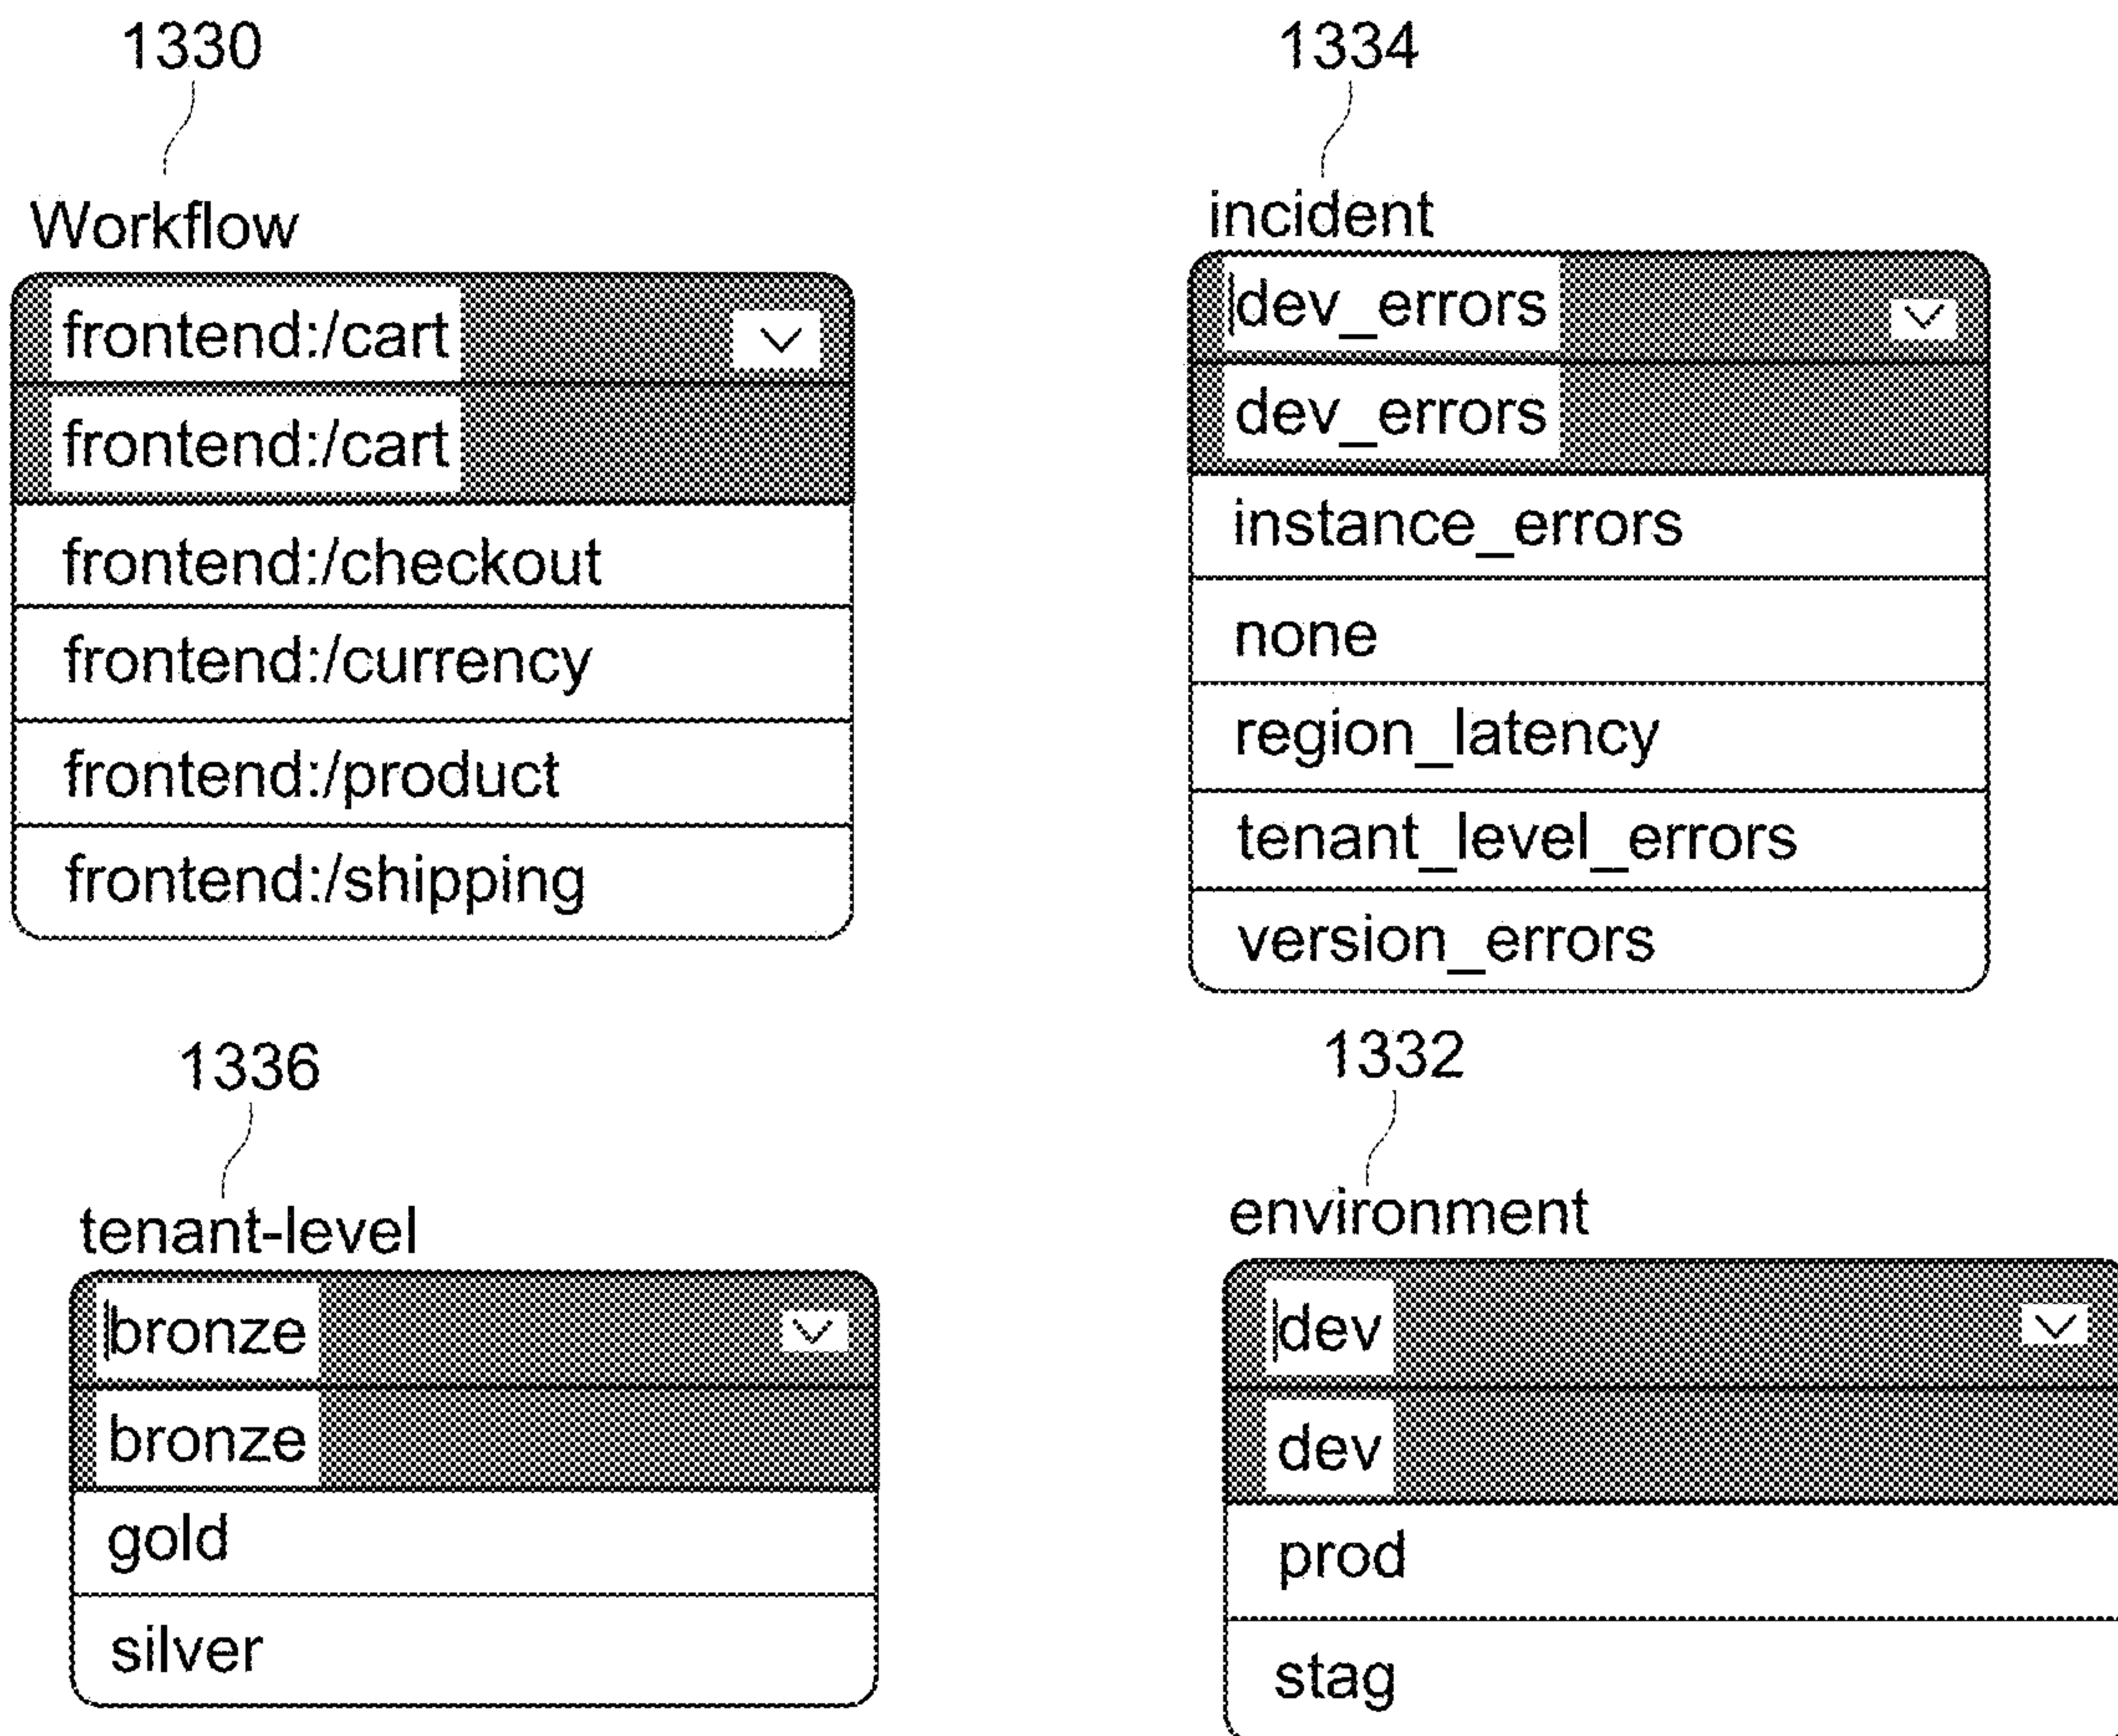 1330
Workflow
frontend:/cart
frontend:/cart
frontend:/checkout
frontend:/currency
frontend:/product
frontend:/shipping
1334
incident
dev_errors
dev_errors
instance_errors
none
region_latency
tenant_level_errors
version_errors
1336
tenant-level
bronze
bronze
gold
silver
1332
environment
dev
dev
prod
stag